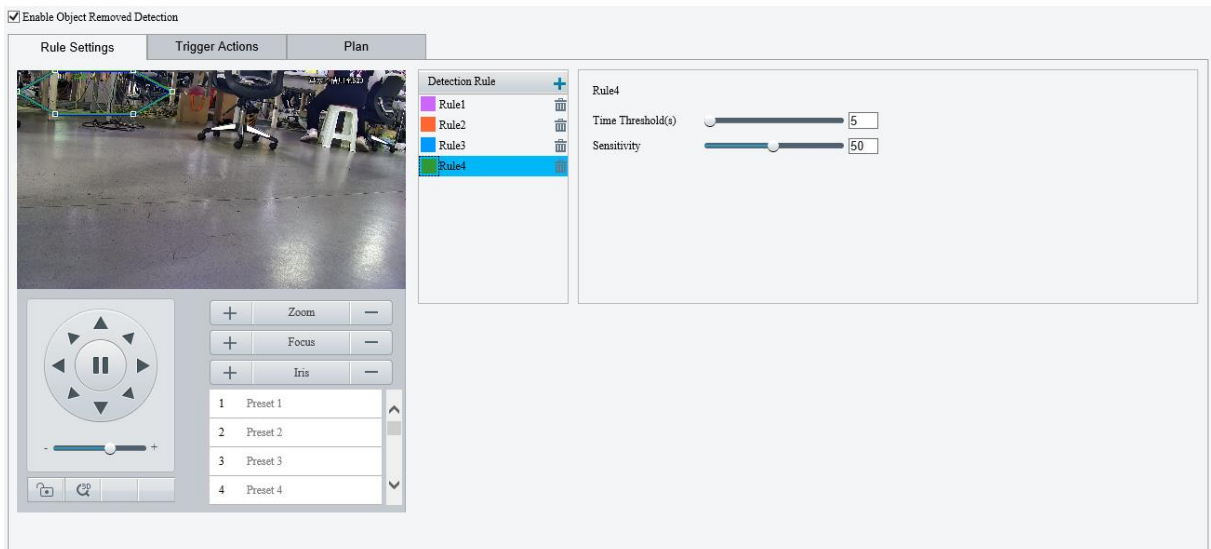 Enable Object Removed Detection
Rule Settings
Trigger Actions
Plan
Detection Rule
Rule1
Rule2
Rule3
Rule4
Rule4
Time Threshold(s)
5
Sensitivity
50
+ Zoom —
+ Focus —
+ Iris —
1 Preset 1
2 Preset 2
3 Preset 3
4 Preset 4
- +
3D